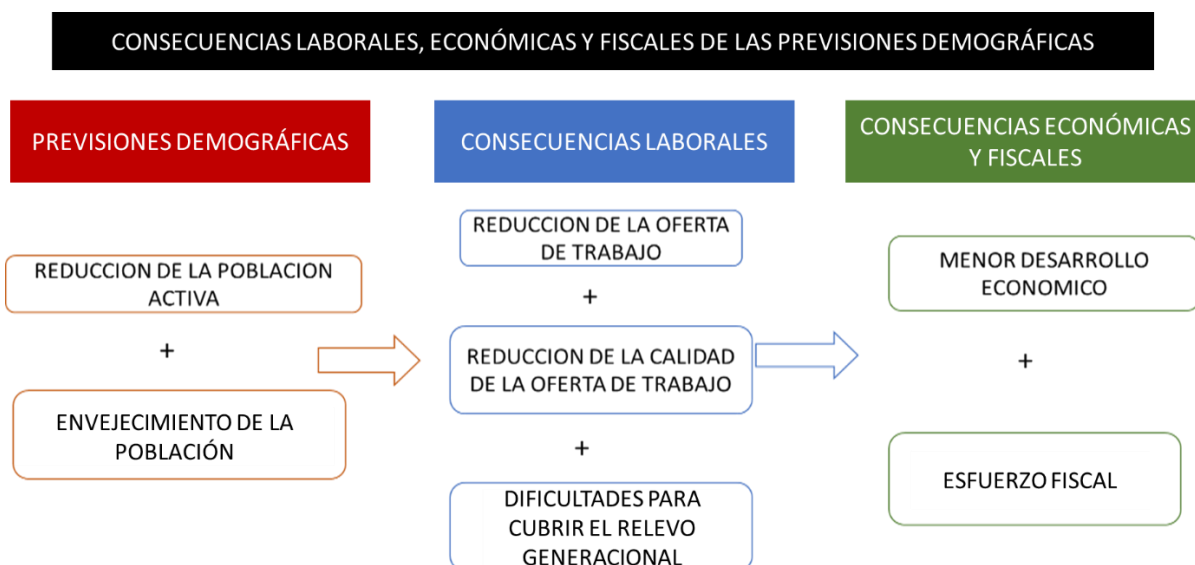 CONSECUENCIAS LABORALES, ECONÓMICAS Y FISCALES DE LAS PREVISIONES DEMOGRÁFICAS
PREVISIONES DEMOGRÁFICAS
REDUCCION DE LA POBLACION
ACTIVA
+
ENVEJECIMIENTO DE LA
POBLACIÓN
CONSECUENCIAS LABORALES
REDUCCION DE LA OFERTA
DE TRABAJO
+
REDUCCION DE LA CALIDAD
DE LA OFERTA DE TRABAJO
+
DIFICULTADES PARA
CUBRIR EL RELEVO
GENERACIONAL
CONSECUENCIAS ECONÓMICAS
Y FISCALES
MENOR DESARROLLO
ECONOMICO
+
ESFUERZO FISCAL